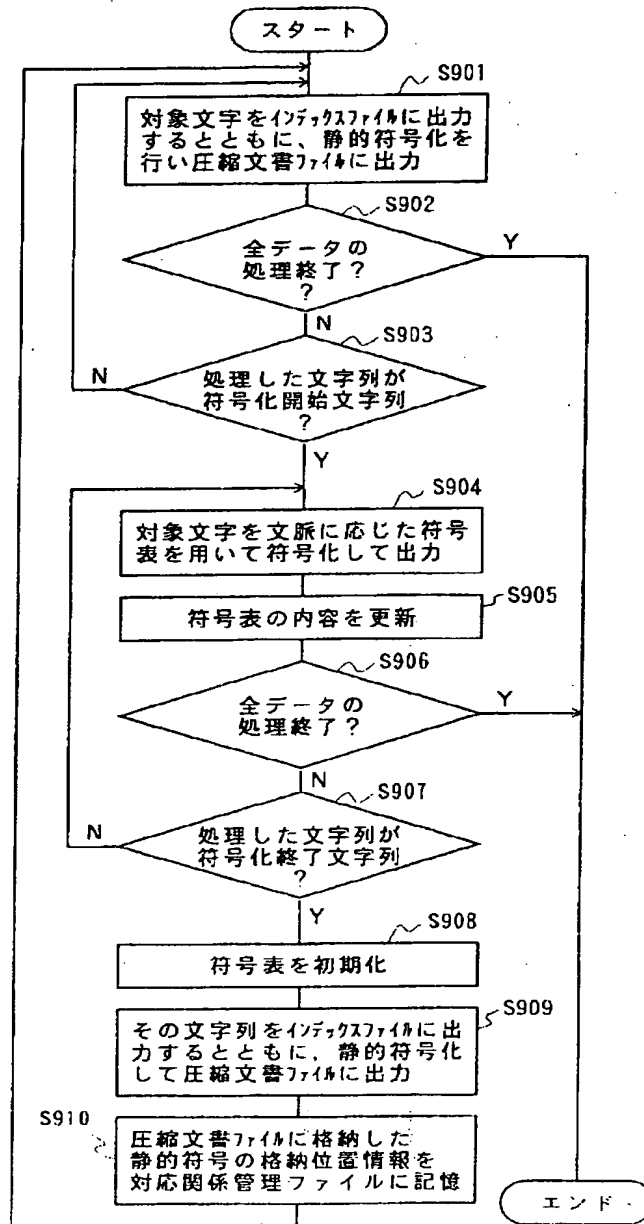 スタート
S901
対象文字をインデックスファイルに出力
するとともに、静的符号化を
行い圧縮文書ファイルに出力
S902
全データの
処理終了?
?
Y
N
S903
処理した文字列が
符号化開始文字列
?
N
Y
S904
対象文字を文脈に応じた符号
表を用いて符号化して出力
S905
符号表の内容を更新
S906
全データの
処理終了?
Y
N
S907
処理した文字列が
符号化終了文字列
?
N
Y
S908
符号表を初期化
S909
その文字列をインデックスファイルに出
力するとともに、静的符号化
して圧縮文書ファイルに出力
S910
圧縮文書ファイルに格納した
静的符号の格納位置情報を
対応関係管理ファイルに記憶
エンド